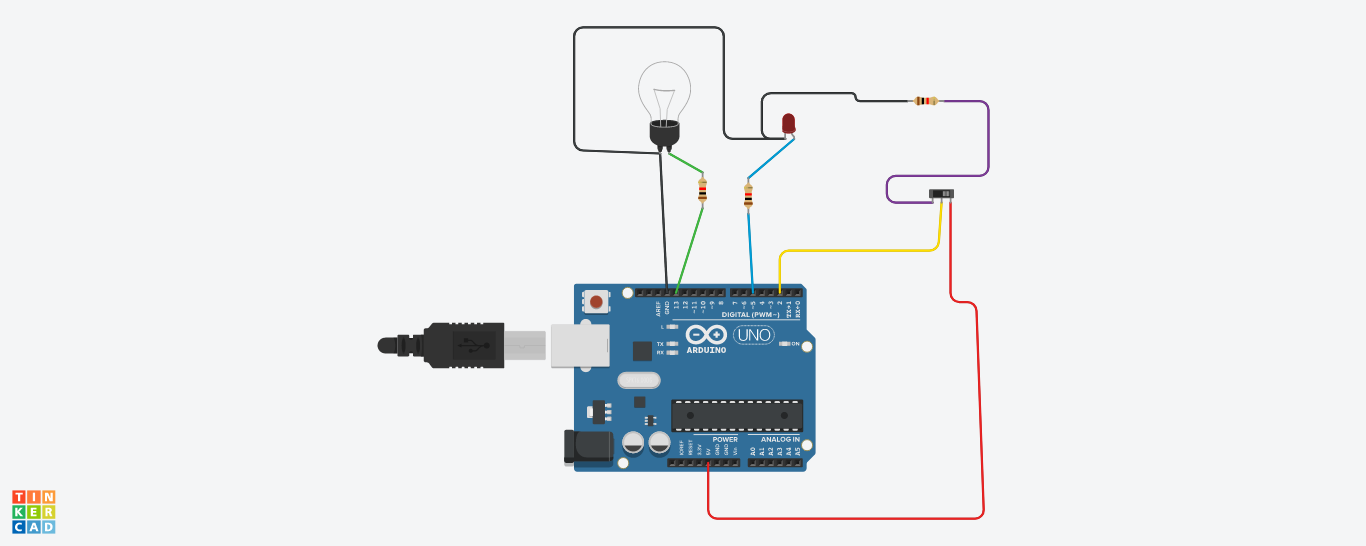 AREF
GND
13
12
~11
~10
~9
8
7
~6
~5
4
~3
2
TX→1
RX←0
DIGITAL (PWM~)
L
TX
RX
ARDUINO
UNO
ON
POWER
ANALOG IN
IOREF
RESET
3.3V
5V
GND
GND
Vin
A0
A1
A2
A3
A4
A5
TIN
KER
CAD